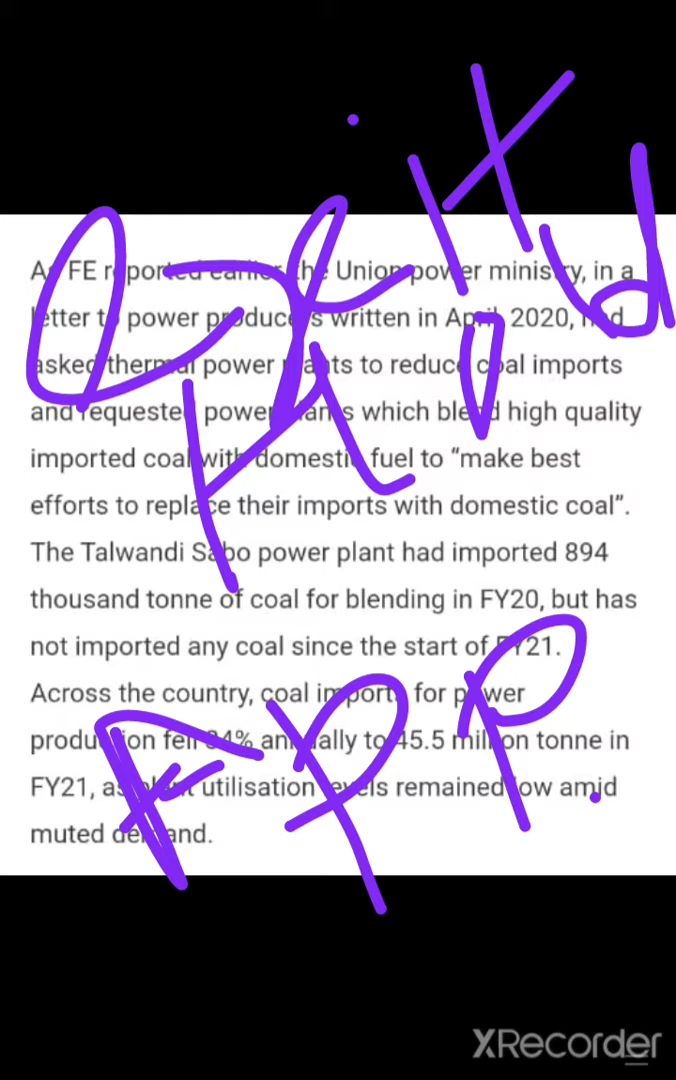 As FE reported earlier, the Union power ministry, in a
letter to power producers written in April 2020, had
asked thermal power plants to reduce coal imports
and requested power plants which blend high quality
imported coal with domestic fuel to “make best
efforts to replace their imports with domestic coal”.
The Talwandi Sabo power plant had imported 894
thousand tonne of coal for blending in FY20, but has
not imported any coal since the start of FY21.
Across the country, coal imports for power
production fell 34% annually to 45.5 million tonne in
FY21, as plant utilisation levels remained low amid
muted demand.
XRecorder